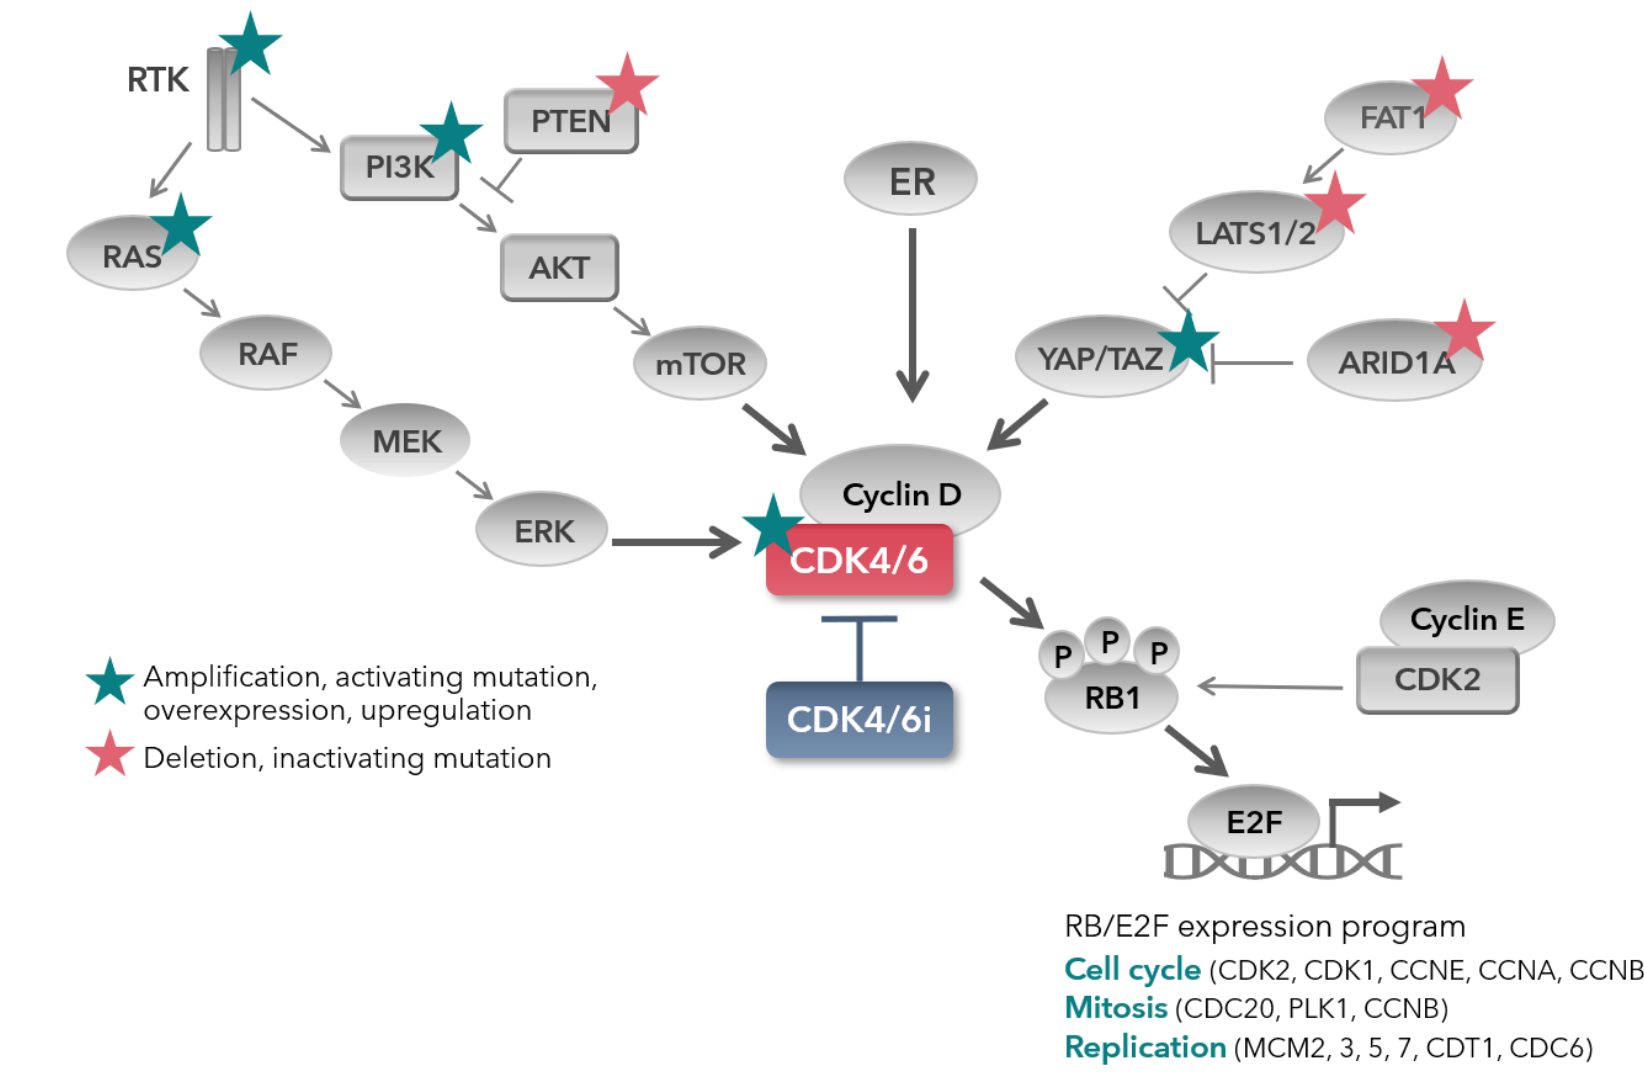 RTK
PI3K
PTEN
RAS
AKT
RAF
mTOR
MEK
ERK
ER
FAT1
LATS1/2
YAP/TAZ
ARID1A
Cyclin D
CDK4/6
CDK4/6i
P
P
P
RB1
Cyclin E
CDK2
E2F
Amplification, activating mutation,
overexpression, upregulation
Deletion, inactivating mutation
RB/E2F expression program
Cell cycle (CDK2, CDK1, CCNE, CCNA, CCNB
Mitosis (CDC20, PLK1, CCNB)
Replication (MCM2, 3, 5, 7, CDT1, CDC6)